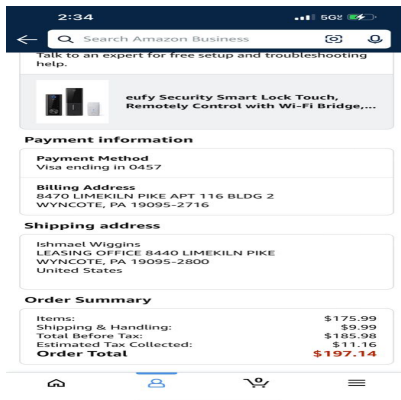 2:34
5G
Search Amazon Business
Talk to an expert for free setup and troubleshooting
help.
eufy Security Smart Lock Touch,
Remotely Control with Wi-Fi Bridge,...
Payment information
Payment Method
Visa ending in 0457
Billing Address
8470 LIMEKILN PIKE APT 116 BLDG 2
WYNCOTE, PA 19095-2716
Shipping address
Ishmael Wiggins
LEASING OFFICE 8440 LIMEKILN PIKE
WYNCOTE, PA 19095-2800
United States
Order Summary
Items: $175.99
Shipping & Handling: $9.99
Total Before Tax: $185.98
Estimated Tax Collected: $11.16
Order Total $197.14
0